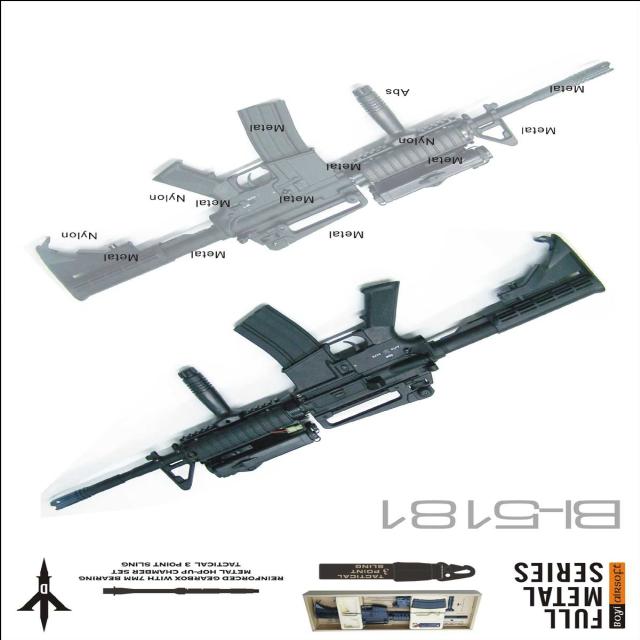 FULL
METAL
SERIES
Boyi airsoft
TACTICAL
3 POINT
SLING
REINFORCED GEARBOX WITH 7MM BEARING
METAL HOP-UP CHAMBER SET
TACTICAL 3 POINT SLING
D
BI-5181
Metal
Metal
Metal
Nylon
Metal
Metal
Nylon
Metal
Metal
Nylon
Metal
Metal
Abs
Metal